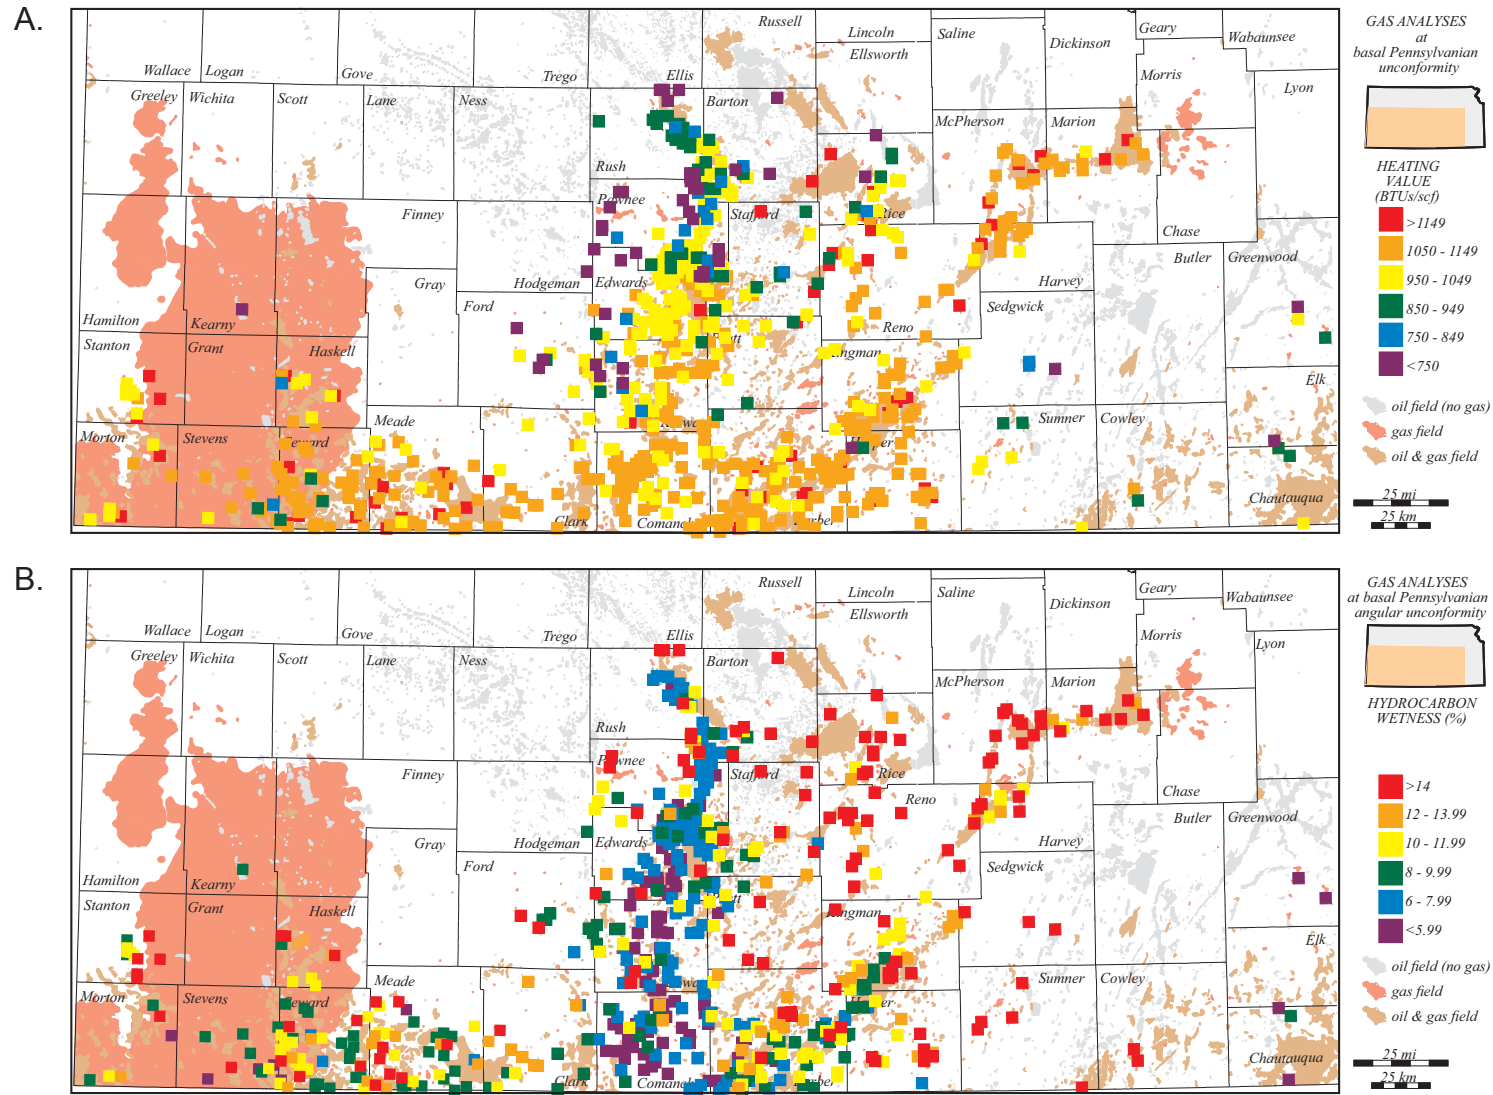 A.
Russell
Lincoln
Ellsworth
Saline
Dickinson
Geary
Wabaunsee
Wallace
Logan
Gove
Trego
Ellis
Morris
Lyon
Greeley
Wichita
Scott
Lane
Ness
Barton
McPherson
Marion
Rush
Pawnee
Stafford
Rice
Finney
Chase
Hodgeman
Edwards
Gray
Ford
Butler
Greenwood
Harvey
Sedgwick
Hamilton
Kearny
Reno
Stanton
Grant
Haskell
Elk
Meade
Sumner
Cowley
Morton
Stevens
Chautauqua
Clark
GAS ANALYSES
at
basal Pennsylvanian
unconformity
HEATING
VALUE
(BTUs/scf)
>1149
1050 - 1149
950 - 1049
850 - 949
750 - 849
<750
oil field (no gas)
gas field
oil & gas field
25 mi
25 km
B.
Russell
Lincoln
Ellsworth
Saline
Dickinson
Geary
Wabaunsee
Wallace
Logan
Gove
Trego
Ellis
Morris
Lyon
Greeley
Wichita
Scott
Lane
Ness
Barton
McPherson
Marion
Rush
Stafford
Rice
Finney
Reno
Chase
Hodgeman
Edwards
Gray
Ford
Butler
Greenwood
Harvey
Sedgwick
Hamilton
Kearny
Stanton
Grant
Haskell
Elk
Meade
Sumner
Cowley
Morton
Stevens
Chautauqua
Clark
GAS ANALYSES
at basal Pennsylvanian
angular unconformity
HYDROCARBON
WETNESS (%)
>14
12 - 13.99
10 - 11.99
8 - 9.99
6 - 7.99
<5.99
oil field (no gas)
gas field
oil & gas field
25 mi
25 km